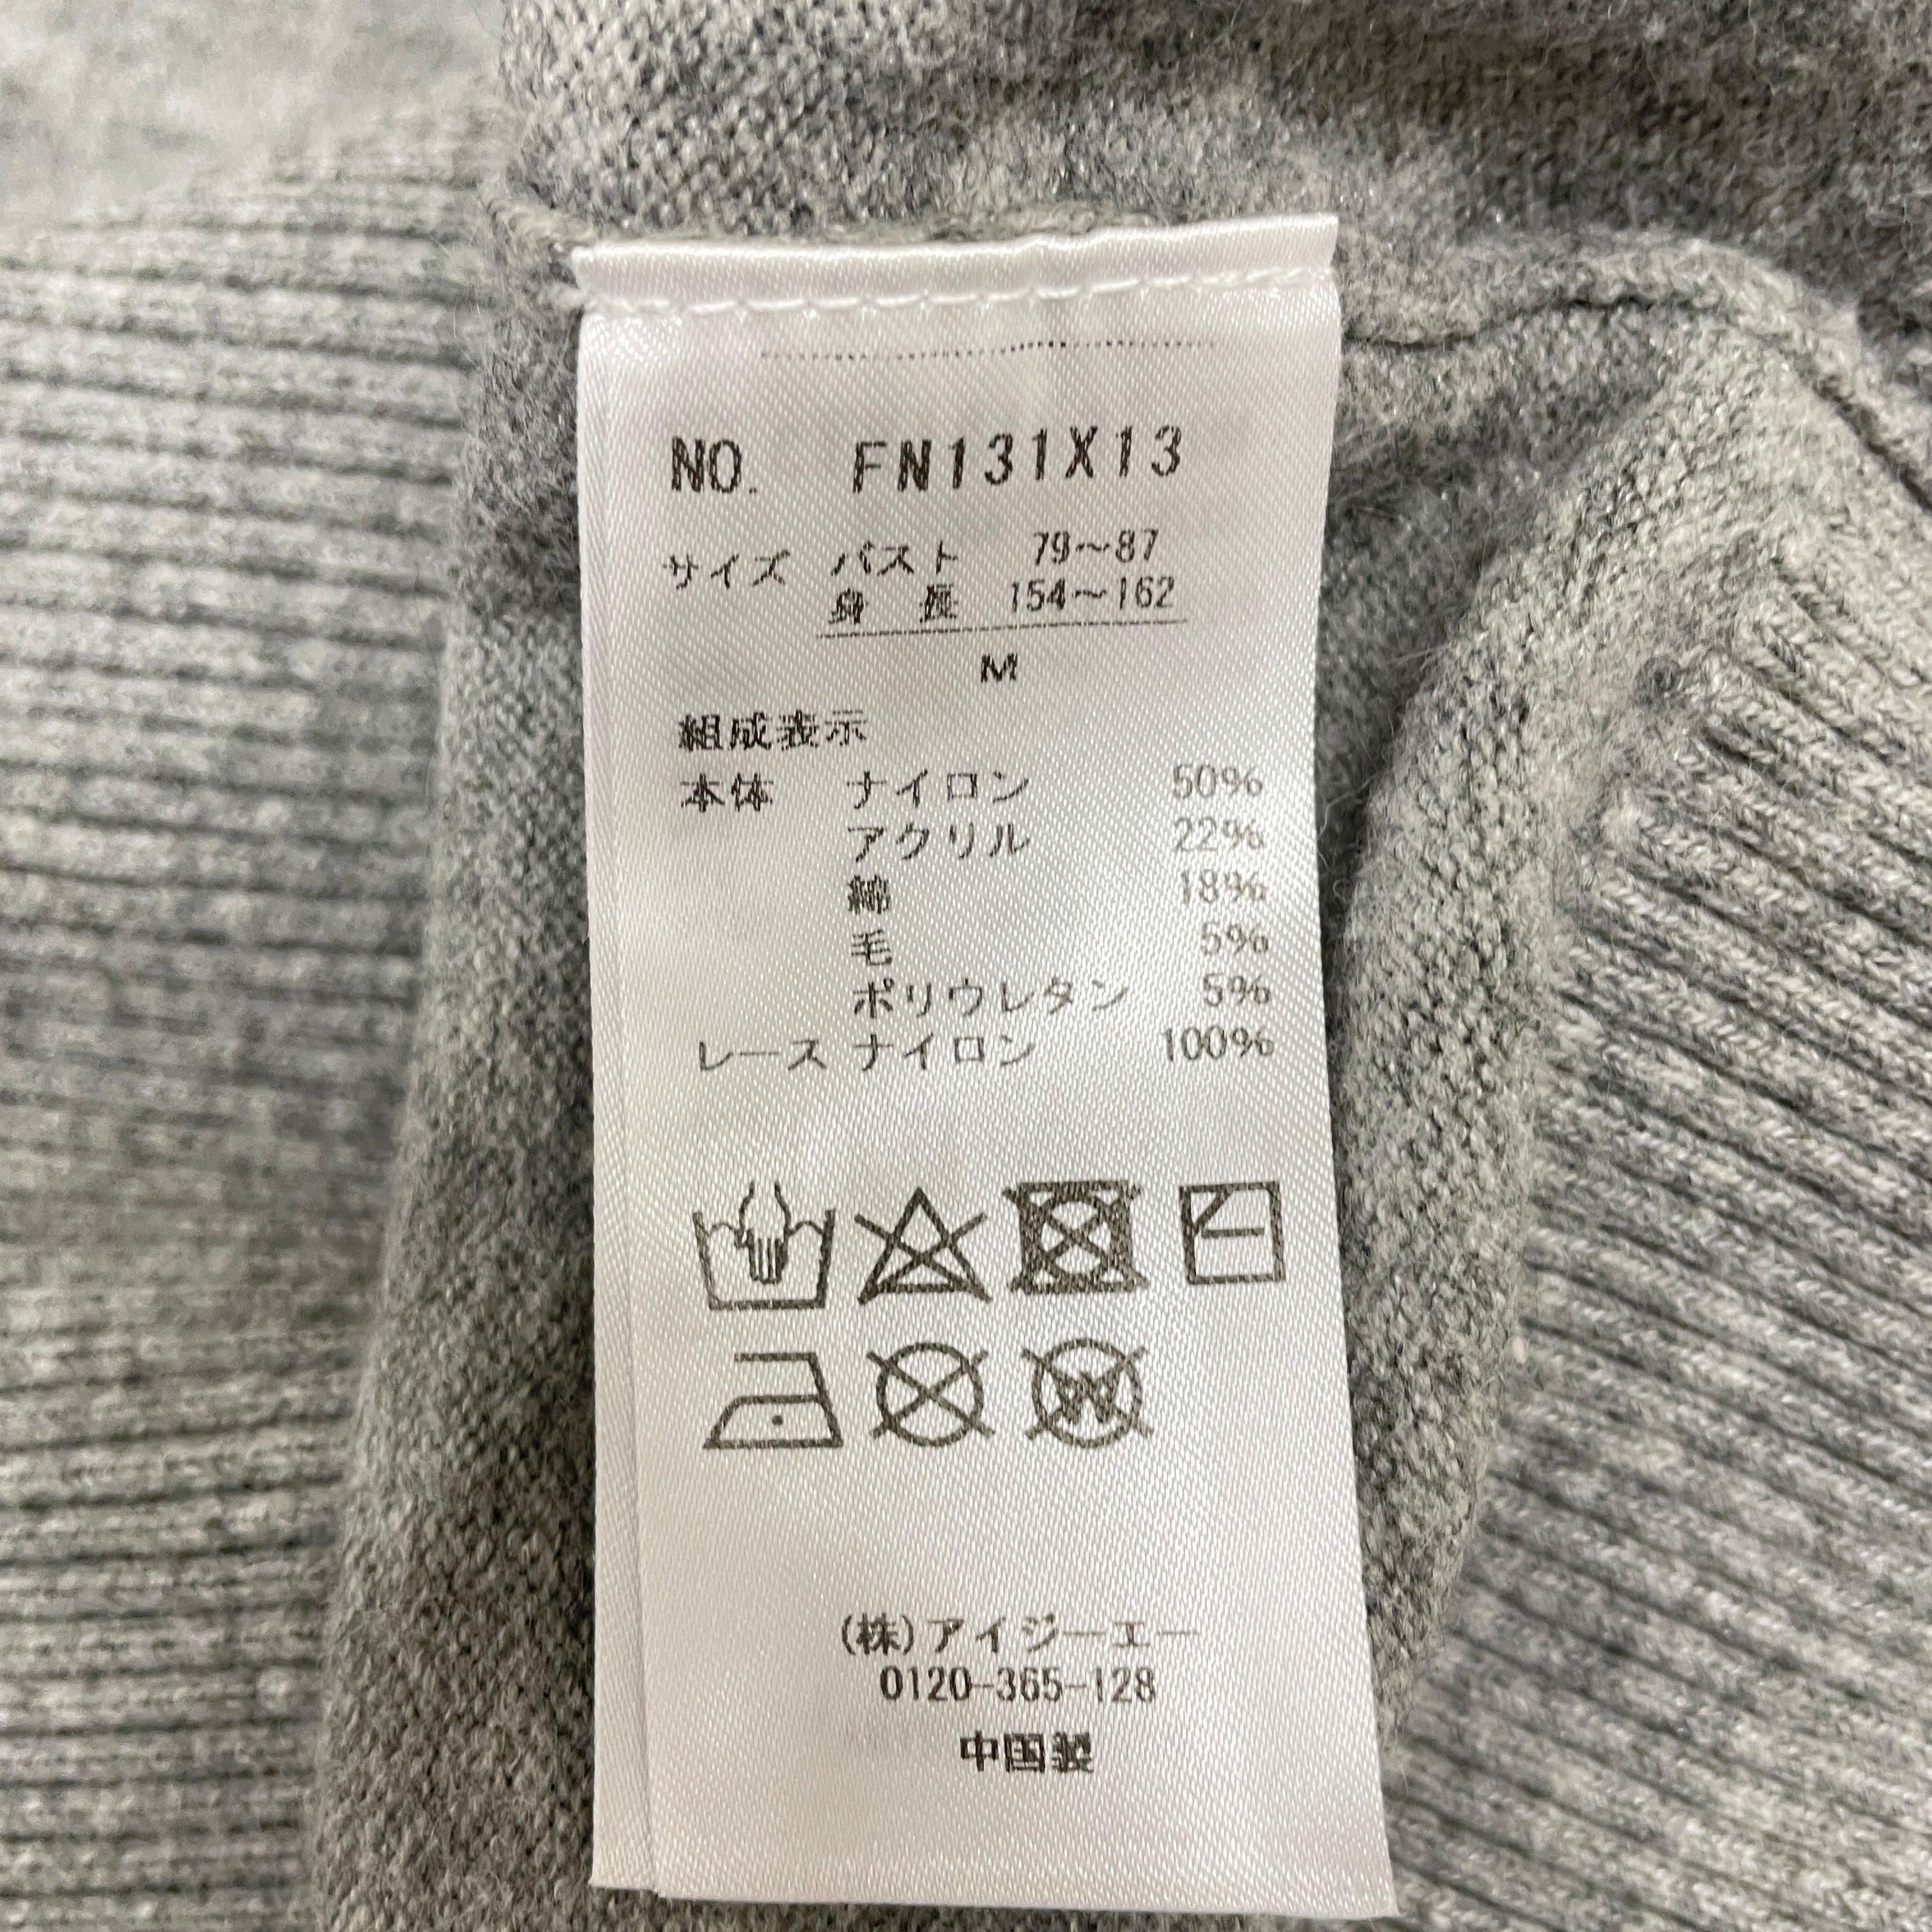 NO. FN131X13
サイズ バスト 79～87
身 長 154～162
M
組成表示
本体 ナイロン 50%
アクリル 22%
綿 18%
毛 5%
ポリウレタン 5%
レース ナイロン 100%
W
(株)アイジーエー
0120-365-128
中国製